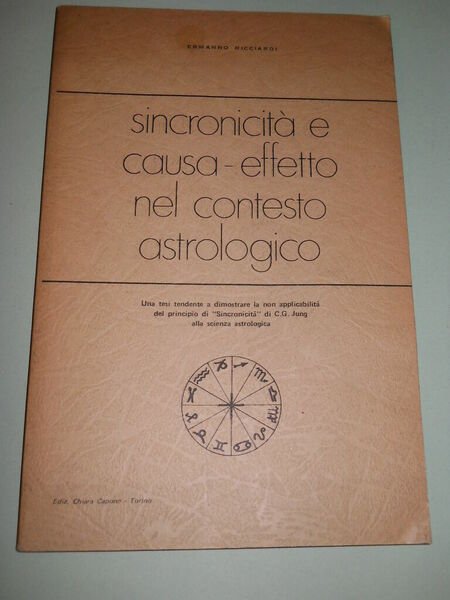 ERMANNO RICCIARDI
sincronicità e
causa-effetto
nel contesto
astrologico
Una tesi tendente a dimostrare la non applicabilità
del principio di "Sincronicità" di C.G. Jung
alla scienza astrologica
Ediz. Chiara Capone - Torino